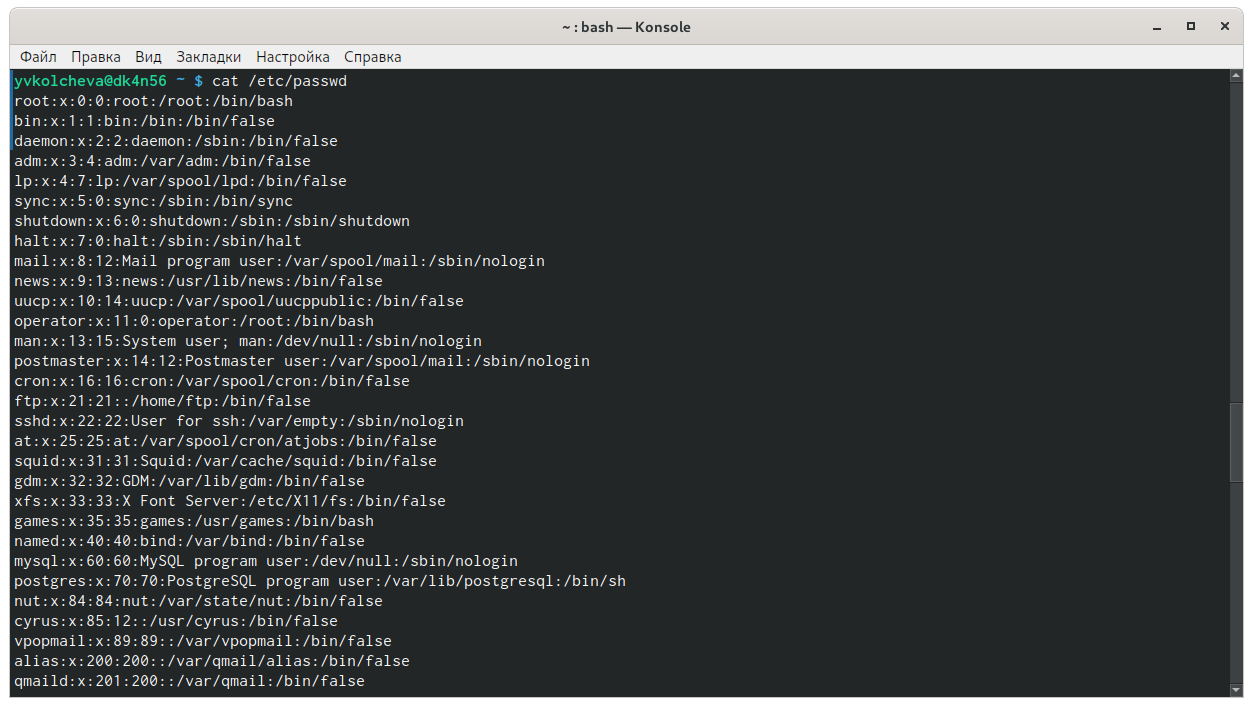 ~ : bash — Konsole
Файл Правка Вид Закладки Настройка Справка
yvkolcheva@dk4n56 ~ $ cat /etc/passwd
root:x:0:0:root:/root:/bin/bash
bin:x:1:1:bin:/bin:/bin/false
daemon:x:2:2:daemon:/sbin:/bin/false
adm:x:3:4:adm:/var/adm:/bin/false
lp:x:4:7:lp:/var/spool/lpd:/bin/false
sync:x:5:0:sync:/sbin:/bin/sync
shutdown:x:6:0:shutdown:/sbin:/sbin/shutdown
halt:x:7:0:halt:/sbin:/sbin/halt
mail:x:8:12:Mail program user:/var/spool/mail:/sbin/nologin
news:x:9:13:news:/usr/lib/news:/bin/false
uucp:x:10:14:uucp:/var/spool/uucppublic:/bin/false
operator:x:11:0:operator:/root:/bin/bash
man:x:13:15:System user; man:/dev/null:/sbin/nologin
postmaster:x:14:12:Postmaster user:/var/spool/mail:/sbin/nologin
cron:x:16:16:cron:/var/spool/cron:/bin/false
ftp:x:21:21::/home/ftp:/bin/false
sshd:x:22:22:User for ssh:/var/empty:/sbin/nologin
at:x:25:25:at:/var/spool/cron/atjobs:/bin/false
squid:x:31:31:Squid:/var/cache/squid:/bin/false
gdm:x:32:32:GDM:/var/lib/gdm:/bin/false
xfs:x:33:33:X Font Server:/etc/X11/fs:/bin/false
games:x:35:35:games:/usr/games:/bin/bash
named:x:40:40:bind:/var/bind:/bin/false
mysql:x:60:60:MySQL program user:/dev/null:/sbin/nologin
postgres:x:70:70:PostgreSQL program user:/var/lib/postgresql:/bin/sh
nut:x:84:84:nut:/var/state/nut:/bin/false
cyrus:x:85:12::/usr/cyrus:/bin/false
vpopmail:x:89:89::/var/vpopmail:/bin/false
alias:x:200:200::/var/qmail/alias:/bin/false
qmaild:x:201:200::/var/qmail:/bin/false